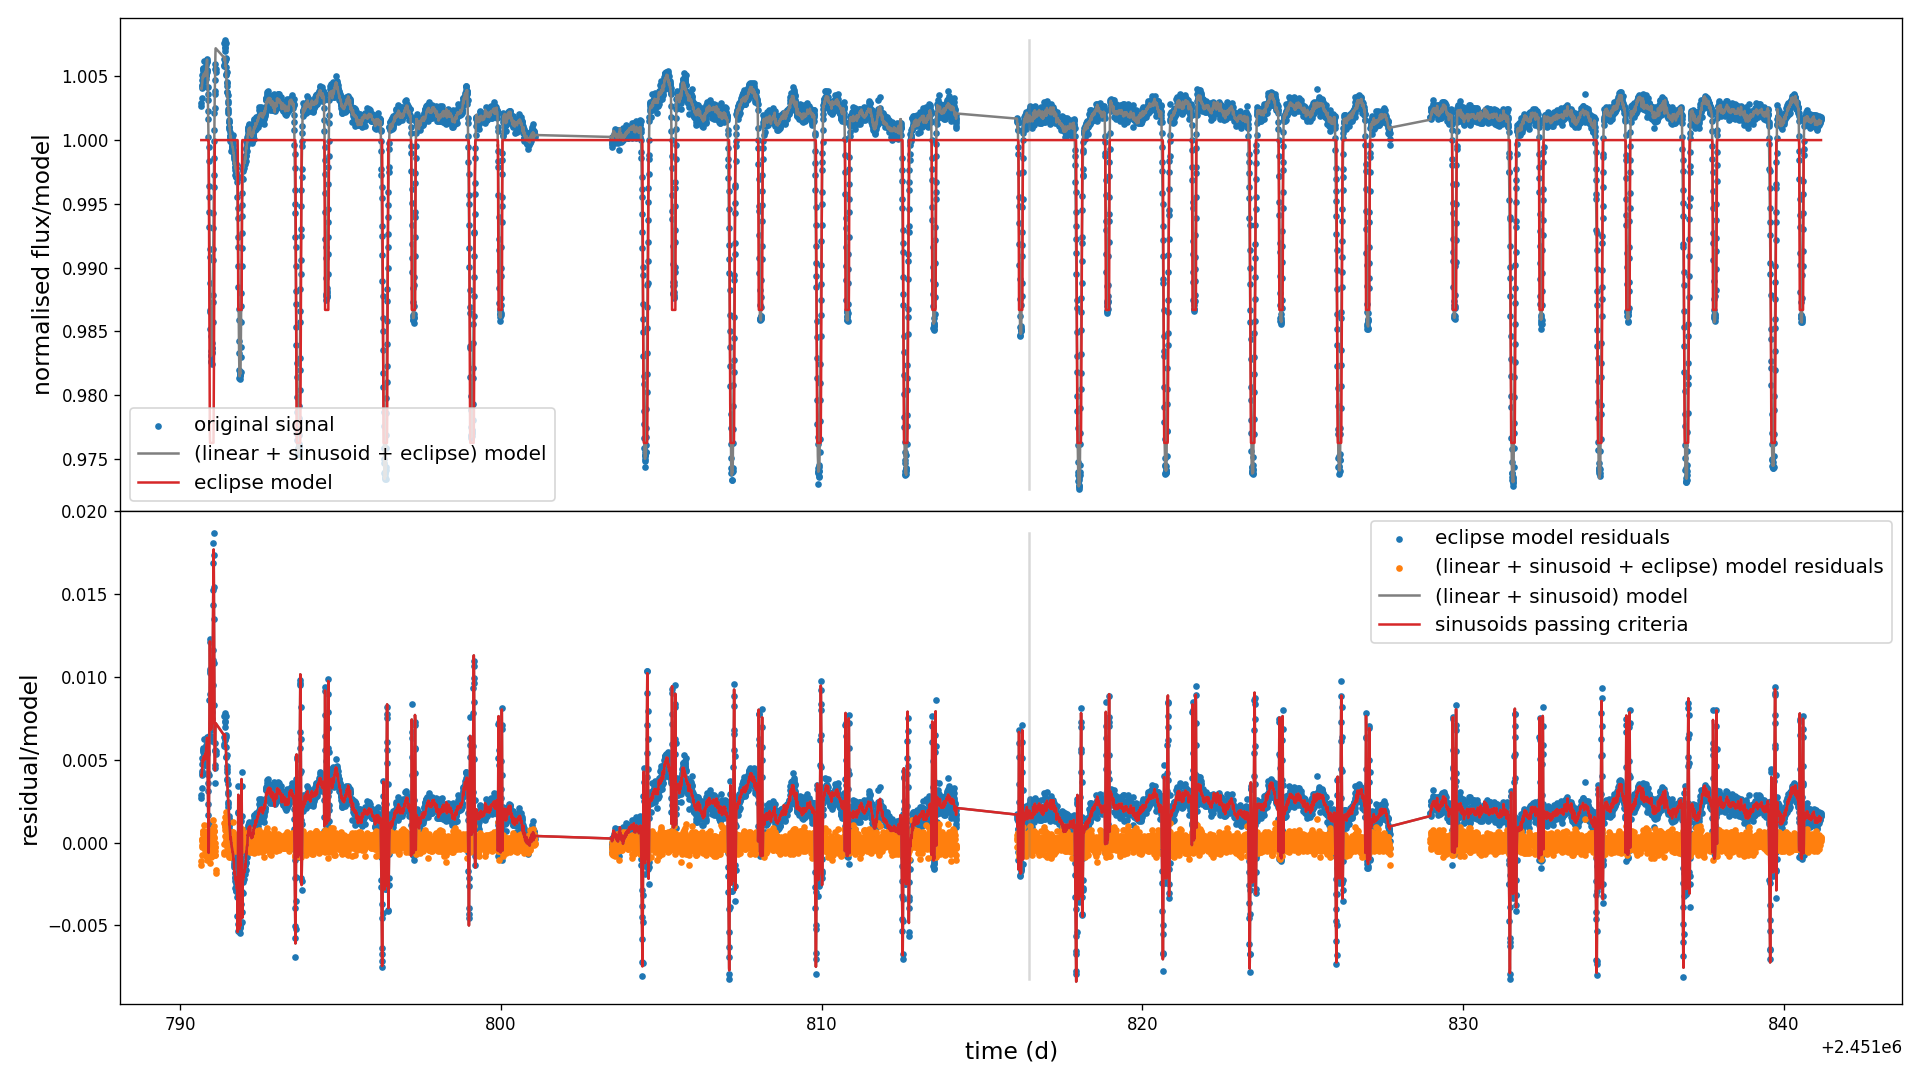 normalised flux/model
1.005
1.000
0.995
0.990
0.985
0.980
0.975
original signal
(linear + sinusoid + eclipse) model
eclipse model
residual/model
0.020
0.015
0.010
0.005
0.000
−0.005
eclipse model residuals
(linear + sinusoid + eclipse) model residuals
(linear + sinusoid) model
sinusoids passing criteria
790 800 810 820 830 840
time (d)
+2.451e6